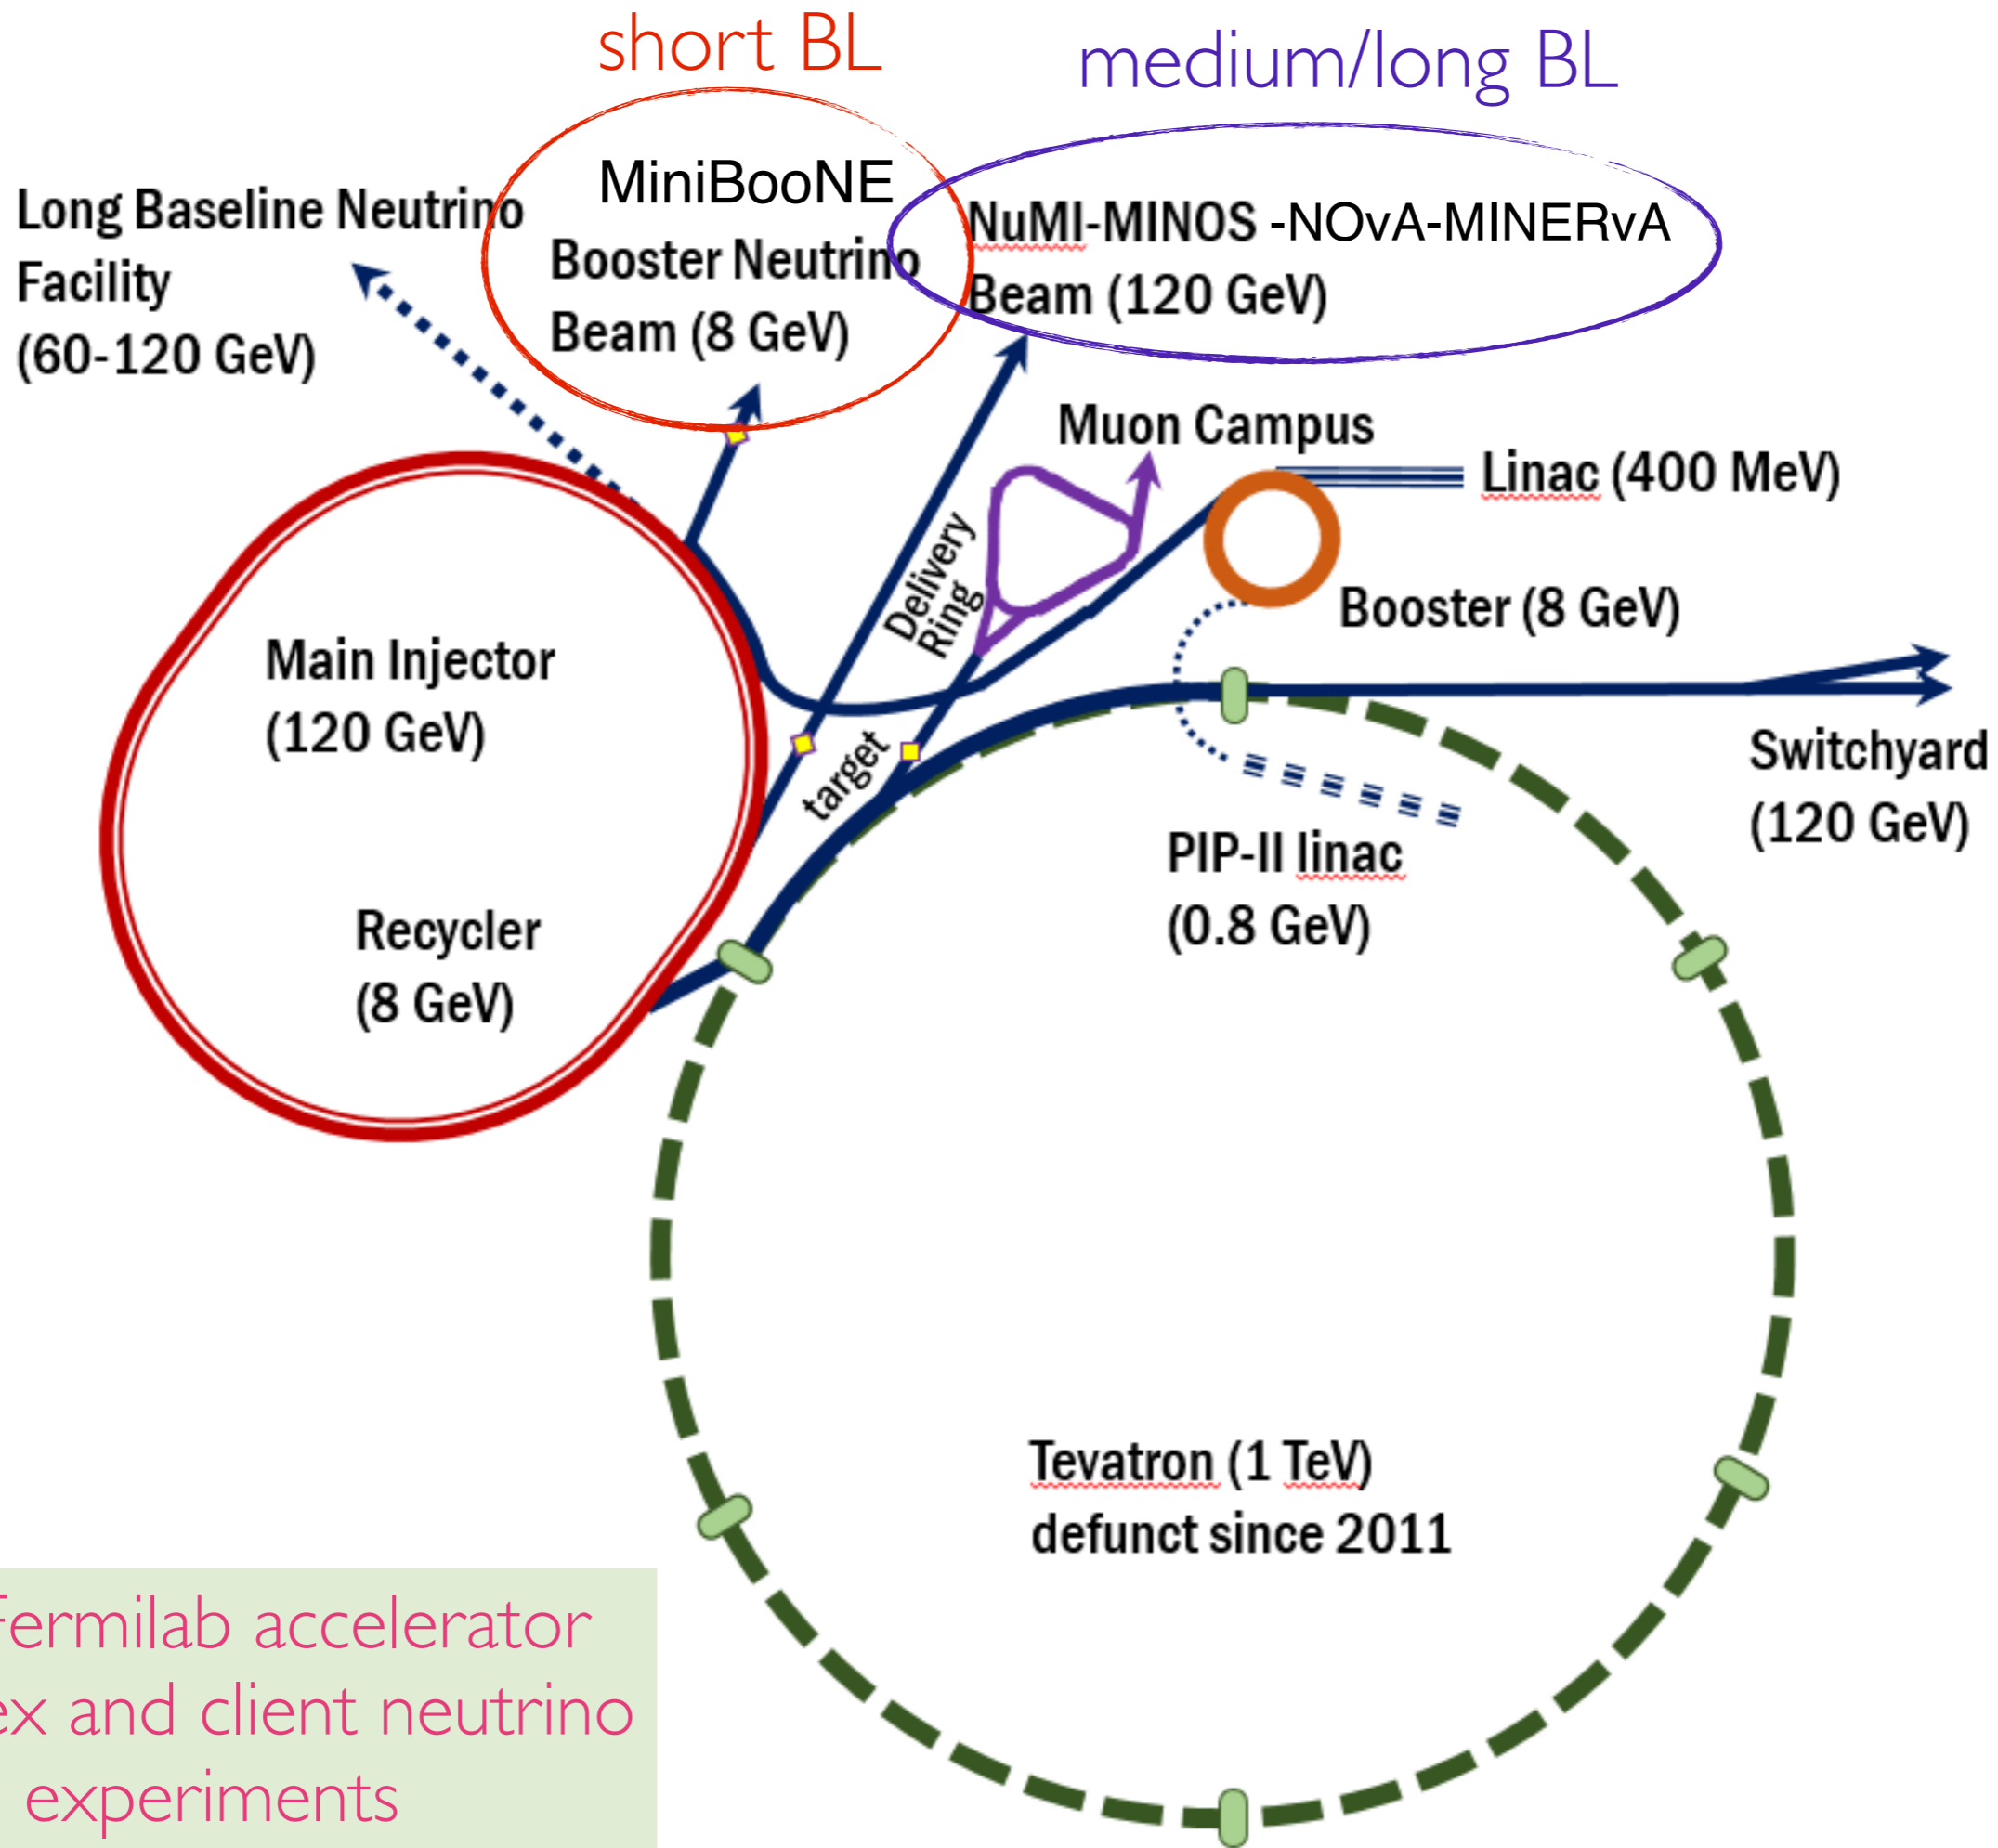 short BL
medium/long BL
MiniBooNE
Long Baseline Neutrino
Facility
(60-120 GeV)
Booster Neutrino
Beam (8 GeV)
NuMI-MINOS -NOvA-MINERvA
Beam (120 GeV)
Muon Campus
Linac (400 MeV)
Delivery
Ring
Booster (8 GeV)
Main Injector
(120 GeV)
target
Switchyard
(120 GeV)
PIP-II linac
(0.8 GeV)
Recycler
(8 GeV)
Tevatron (1 TeV)
defunct since 2011
Fermilab accelerator
and client neutrino
experiments